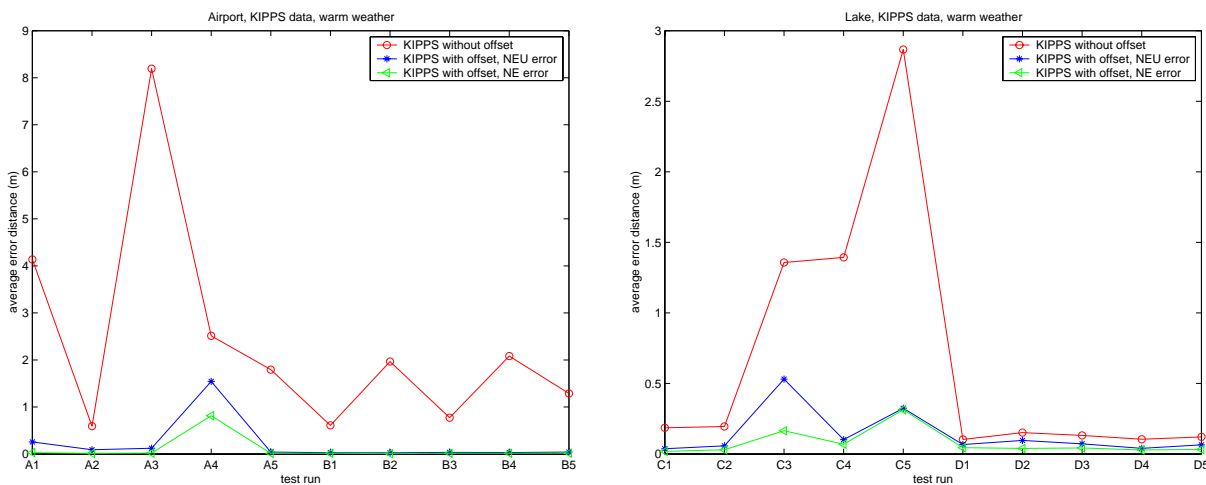 Airport, KIPPS data, warm weather
9
8
7
6
5
4
3
2
1
0
average error distance (m)
KIPPS without offset
KIPPS with offset, NEU error
KIPPS with offset, NE error
A1 A2 A3 A4 A5 B1 B2 B3 B4 B5
test run
Lake, KIPPS data, warm weather
3
2.5
2
1.5
1
0.5
0
average error distance (m)
KIPPS without offset
KIPPS with offset, NEU error
KIPPS with offset, NE error
C1 C2 C3 C4 C5 D1 D2 D3 D4 D5
test run